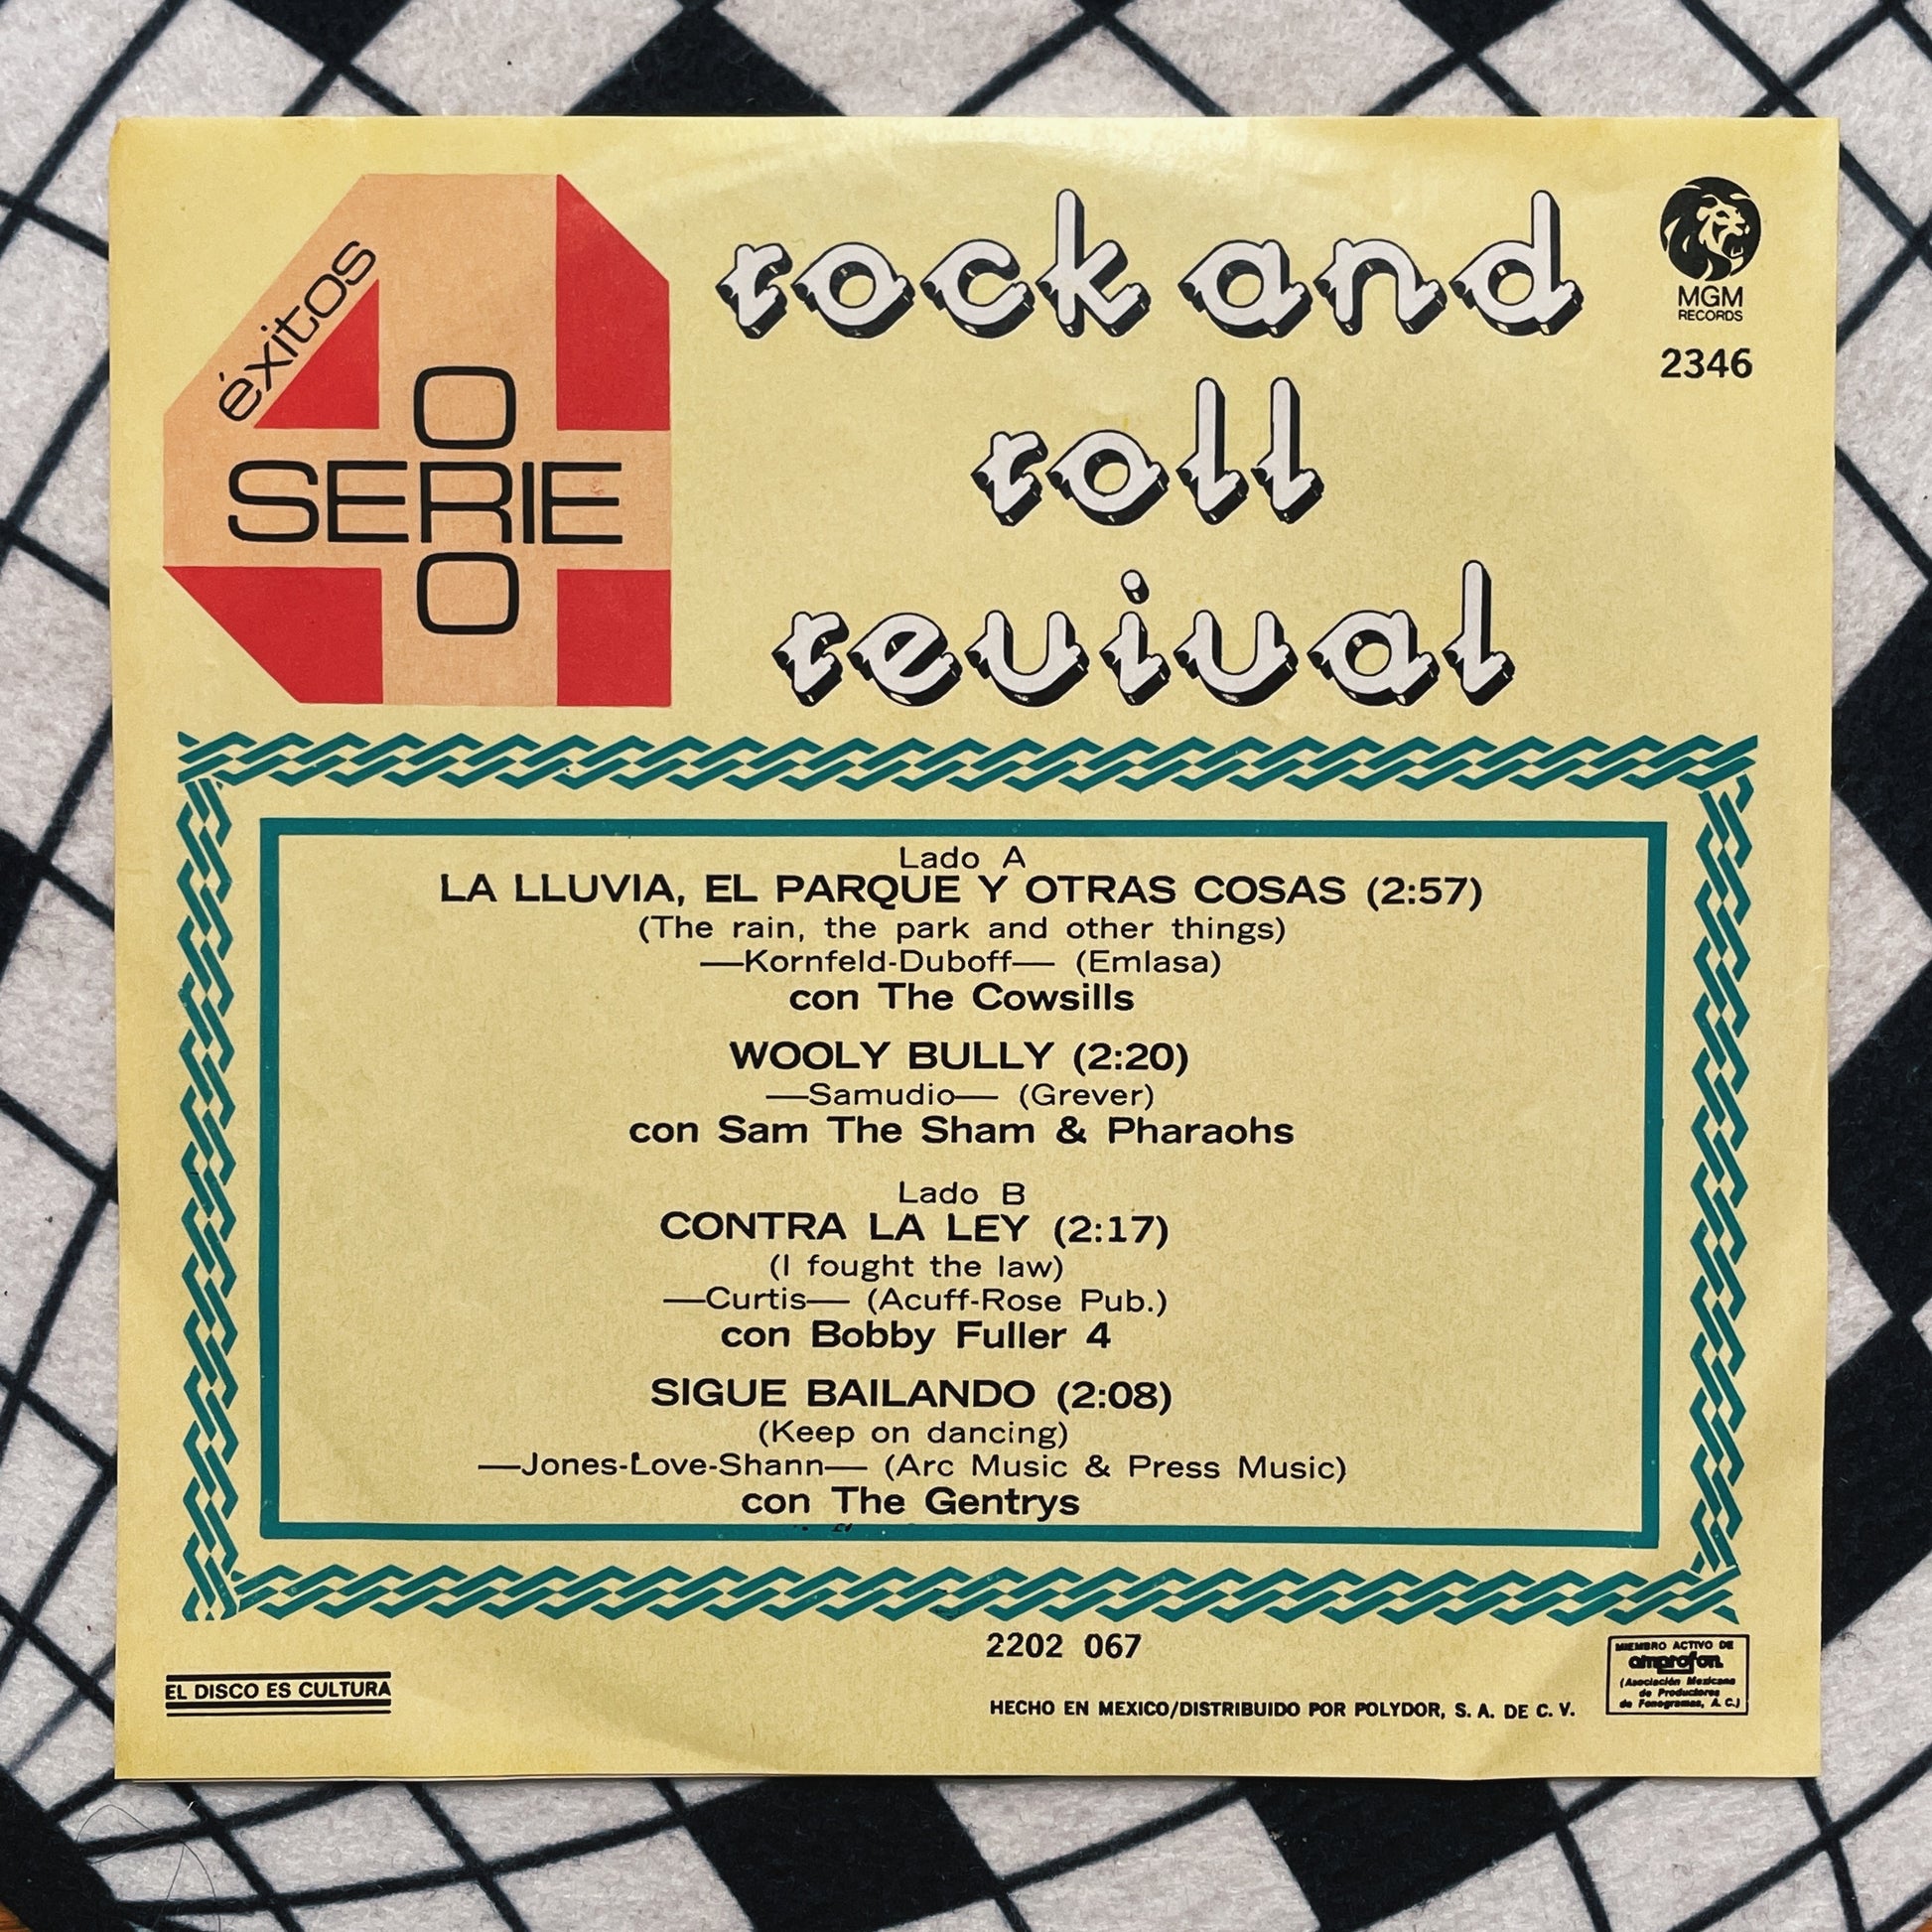 éxitos
O
SERIE
O
rock and
roll
revival
MGM
RECORDS
2346
Lado A
LA LLUVIA, EL PARQUE Y OTRAS COSAS (2:57)
(The rain, the park and other things)
—Kornfeld-Duboff— (Emlasa)
con The Cowsills
WOOLY BULLY (2:20)
—Samudio— (Grever)
con Sam The Sham & Pharaohs
Lado B
CONTRA LA LEY (2:17)
(I fought the law)
—Curtis— (Acuff-Rose Pub.)
con Bobby Fuller 4
SIGUE BAILANDO (2:08)
(Keep on dancing)
—Jones-Love-Shann— (Arc Music & Press Music)
con The Gentrys
2202 067
EL DISCO ES CULTURA
HECHO EN MEXICO/DISTRIBUIDO POR POLYDOR, S. A. DE C. V.
MIEMBRO ACTIVO DE
amprofon.
(Asociación Mexicana
de Productores
de Fonogramas, A. C.)